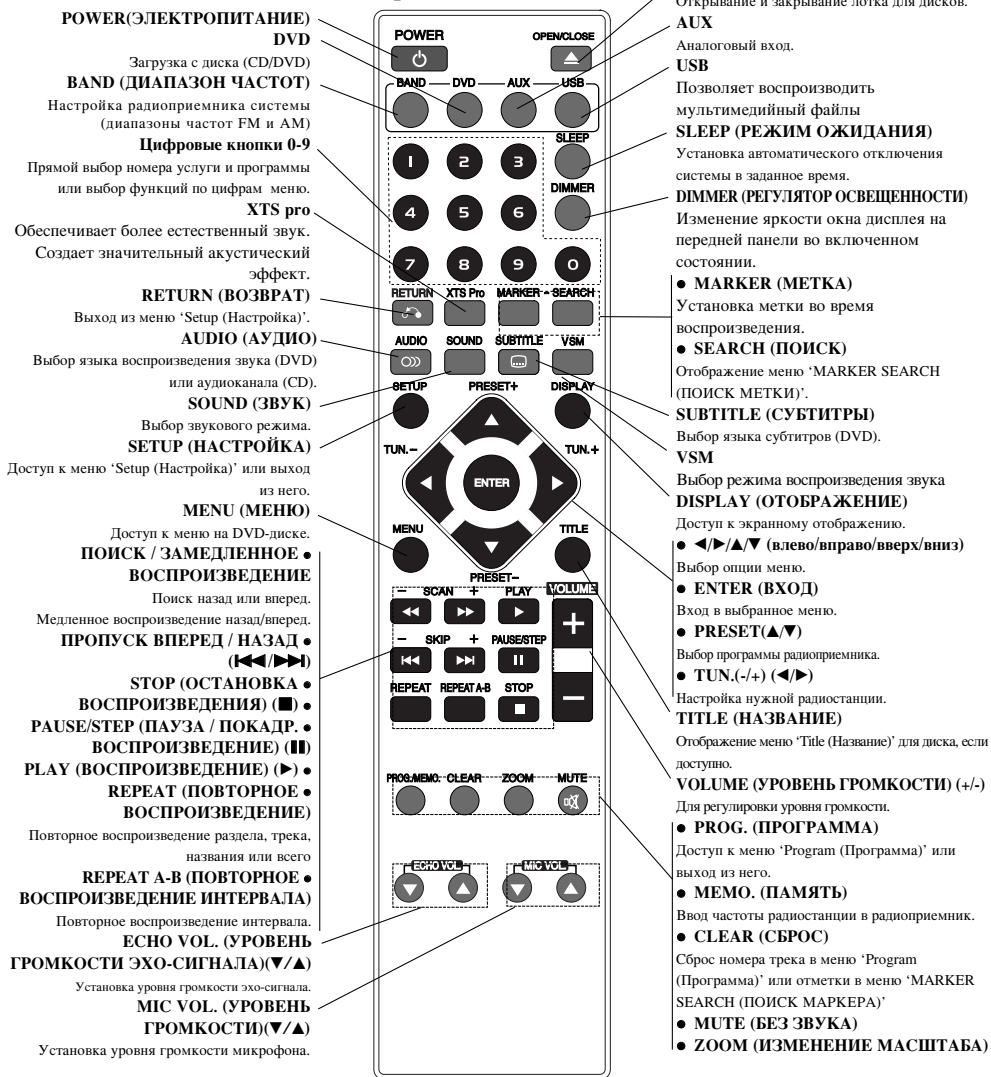 POWER(ЭЛЕКТРОПИТАНИЕ)
DVD
Загрузка с диска (CD/DVD)
BAND (ДИАПАЗОН ЧАСТОТ)
Настройка радиоприемника системы
(диапазоны частот FM и AM)
Цифровые кнопки 0-9
Прямой выбор номера услуги и программы
или выбор функций по цифрам меню.
XTS pro
Обеспечивает более естественный звук.
Создает значительный акустический
эффект.
RETURN (ВОЗВРАТ)
Выход из меню ‘Setup (Настройка)’.
AUDIO (АУДИО)
Выбор языка воспроизведения звука (DVD)
или аудиоканала (CD).
SOUND (ЗВУК)
Выбор звукового режима.
SETUP (НАСТРОЙКА)
Доступ к меню ‘Setup (Настройка)’ или выход
из него.
MENU (МЕНЮ)
Доступ к меню на DVD-диске.
ПОИСК / ЗАМЕДЛЕННОЕ ●
ВОСПРОИЗВЕДЕНИЕ
Поиск назад или вперед.
Медленное воспроизведение назад/вперед.
ПРОПУСК ВПЕРЕД / НАЗАД ●
(⏮/⏭)
STOP (ОСТАНОВКА ●
ВОСПРОИЗВЕДЕНИЯ) (■) ●
PAUSE/STEP (ПАУЗА / ПОКАДР. ●
ВОСПРОИЗВЕДЕНИЕ) (❚❚)
PLAY (ВОСПРОИЗВЕДЕНИЕ) (▶) ●
REPEAT (ПОВТОРНОЕ ●
ВОСПРОИЗВЕДЕНИЕ)
Повторное воспроизведение раздела, трека,
названия или всего
REPEAT A-B (ПОВТОРНОЕ ●
ВОСПРОИЗВЕДЕНИЕ ИНТЕРВАЛА)
Повторное воспроизведение интервала.
ECHO VOL. (УРОВЕНЬ
ГРОМКОСТИ ЭХО-СИГНАЛА)(▼/▲)
Установка уровня громкости эхо-сигнала.
MIC VOL. (УРОВЕНЬ
ГРОМКОСТИ)(▼/▲)
Установка уровня громкости микрофона.
POWER OPEN/CLOSE
BAND DVD AUX USB
SLEEP
1 2 3
DIMMER
4 5 6
7 8 9 0
RETURN XTS Pro MARKER - SEARCH
AUDIO SOUND SUBTITLE VSM
SETUP PRESET+ DISPLAY
TUN.- TUN.+
ENTER
MENU TITLE
PRESET-
- SCAN + PLAY VOLUME
+
- SKIP + PAUSE/STEP
-
REPEAT REPEAT A-B STOP
PROG./MEMO. CLEAR ZOOM MUTE
ECHO VOL. MIC VOL.
Открывание и закрывание лотка для дисков.
AUX
Аналоговый вход.
USB
Позволяет воспроизводить
мультимедийный файлы
SLEEP (РЕЖИМ ОЖИДАНИЯ)
Установка автоматического отключения
системы в заданное время.
DIMMER (РЕГУЛЯТОР ОСВЕЩЕННОСТИ)
Изменение яркости окна дисплея на
передней панели во включенном
состоянии.
● MARKER (МЕТКА)
Установка метки во время
воспроизведения.
● SEARCH (ПОИСК)
Отображение меню ‘MARKER SEARCH
(ПОИСК МЕТКИ)’.
SUBTITLE (СУБТИТРЫ)
Выбор языка субтитров (DVD).
VSM
Выбор режима воспроизведения звука
DISPLAY (ОТОБРАЖЕНИЕ)
Доступ к экранному отображению.
● ◀/▶/▲/▼ (влево/вправо/вверх/вниз)
Выбор опции меню.
● ENTER (ВХОД)
Вход в выбранное меню.
● PRESET(▲/▼)
Выбор программы радиоприемника.
● TUN.(-/+) (◀/▶)
Настройка нужной радиостанции.
TITLE (НАЗВАНИЕ)
Отображение меню ‘Title (Название)’ для диска, если
доступно.
VOLUME (УРОВЕНЬ ГРОМКОСТИ) (+/-)
Для регулировки уровня громкости.
● PROG. (ПРОГРАММА)
Доступ к меню ‘Program (Программа)’ или
выход из него.
● MEMO. (ПАМЯТЬ)
Ввод частоты радиостанции в радиоприемник.
● CLEAR (СБРОС)
Сброс номера трека в меню ‘Program
(Программа)’ или отметки в меню ‘MARKER
SEARCH (ПОИСК МАРКЕРА)’
● MUTE (БЕЗ ЗВУКА)
● ZOOM (ИЗМЕНЕНИЕ МАСШТАБА)